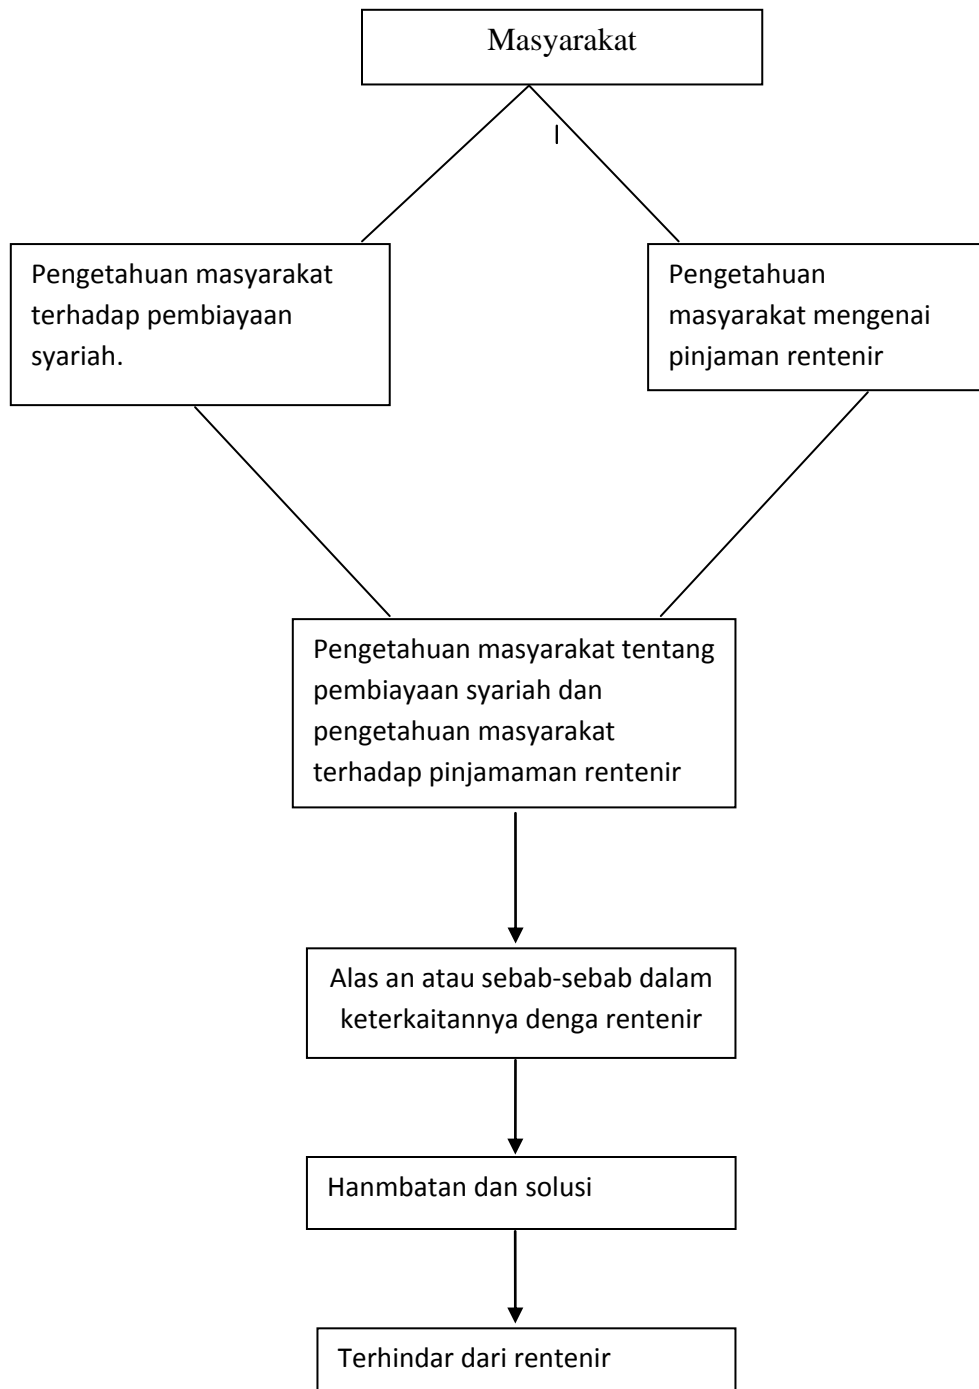 Masyarakat
Pengetahuan masyarakat
terhadap pembiayaan
syariah.
Pengetahuan
masyarakat mengenai
pinjaman rentenir
Pengetahuan masyarakat tentang
pembiayaan syariah dan
pengetahuan masyarakat
terhadap pinjamaman rentenir
Alas an atau sebab-sebab dalam
keterkaitannya denga rentenir
Hanmbatan dan solusi
Terhindar dari rentenir